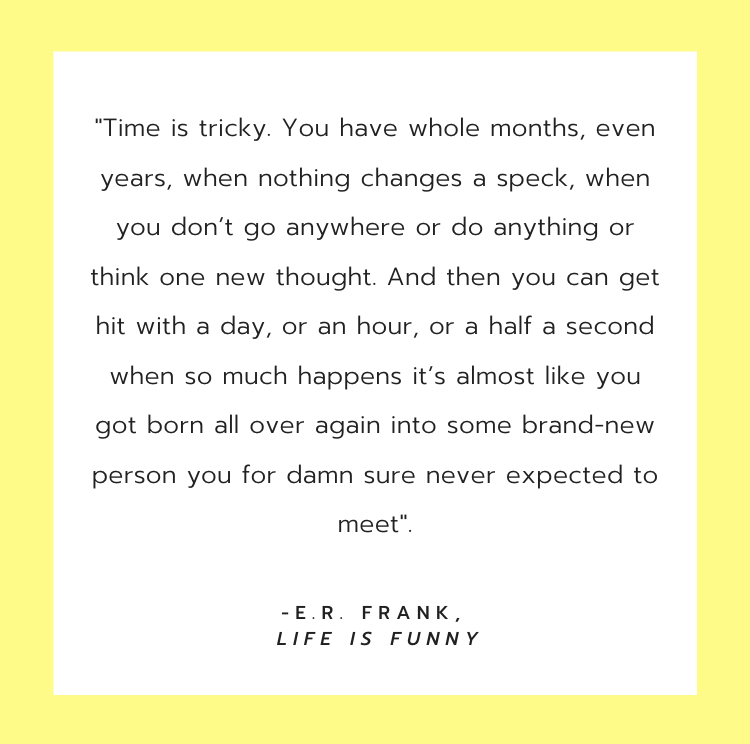 "Time is tricky. You have whole months, even
years, when nothing changes a speck, when
you don’t go anywhere or do anything or
think one new thought. And then you can get
hit with a day, or an hour, or a half a second
when so much happens it’s almost like you
got born all over again into some brand-new
person you for damn sure never expected to
meet".
-E.R. FRANK,
LIFE IS FUNNY